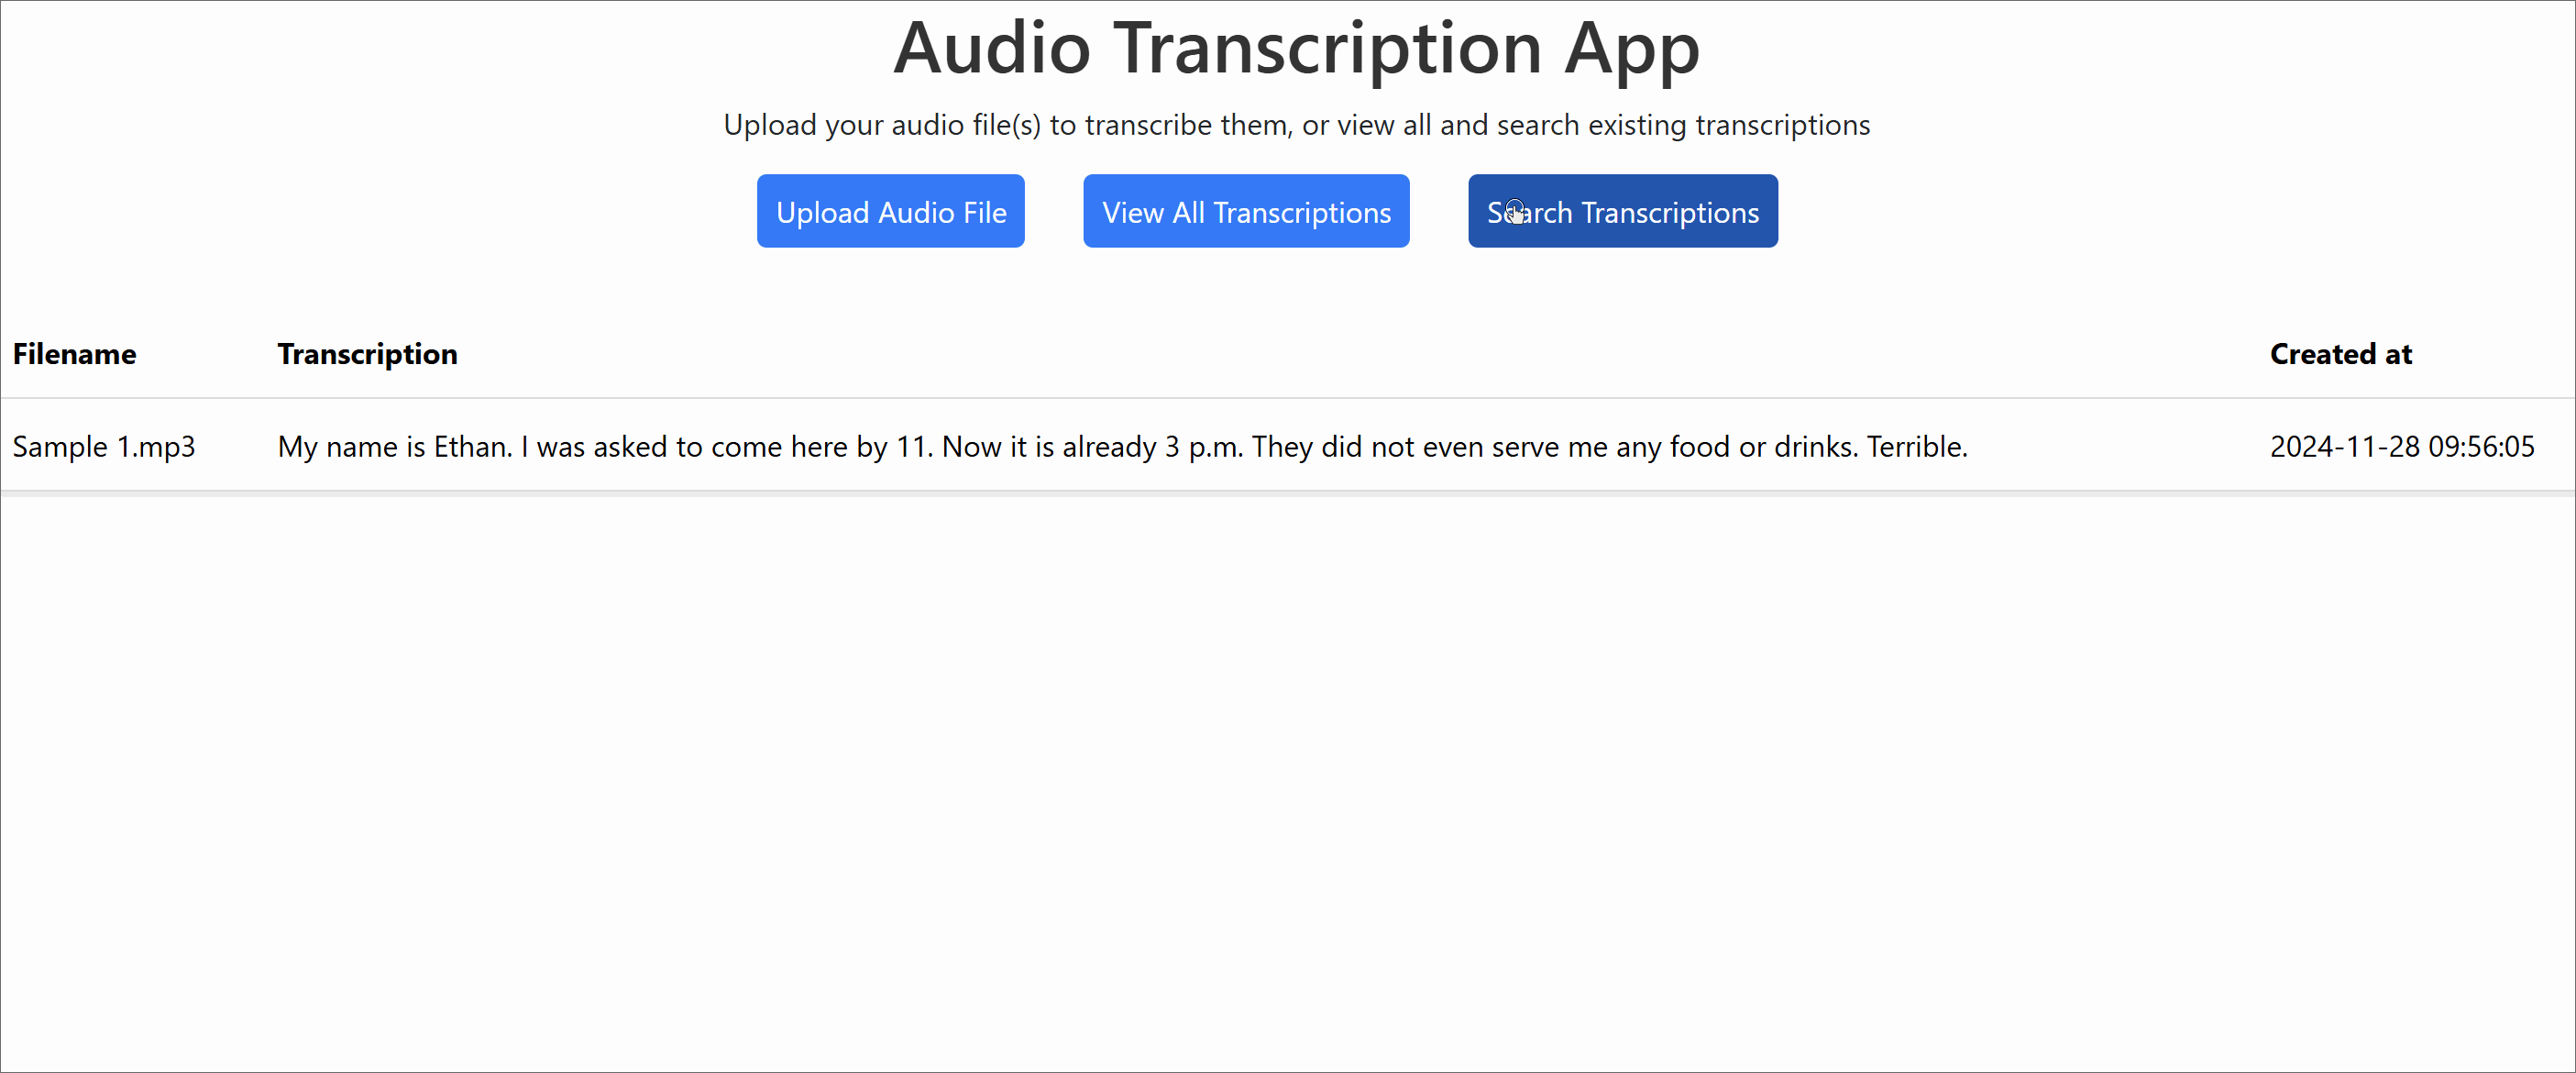 Audio Transcription App
Upload your audio file(s) to transcribe them, or view all and search existing transcriptions
Upload Audio File View All Transcriptions Search Transcriptions
Filename Transcription Created at
Sample 1.mp3 My name is Ethan. I was asked to come here by 11. Now it is already 3 p.m. They did not even serve me any food or drinks. Terrible. 2024-11-28 09:56:05